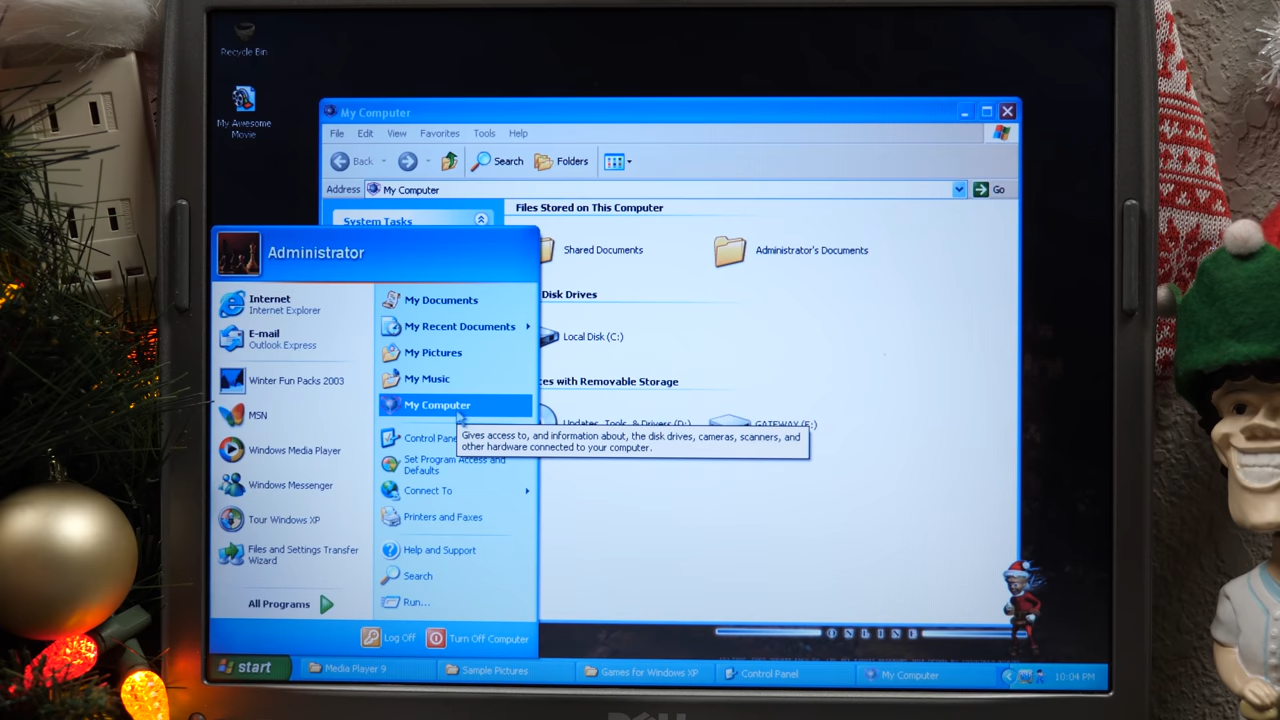 Recycle Bin
My Awesome
Movie
My Computer
File Edit View Favorites Tools Help
Back Search Folders
Address My Computer Go
System Tasks
Files Stored on This Computer
Shared Documents Administrator's Documents
Disk Drives
Local Disk (C:)
ces with Removable Storage
Updates, Tools, & Drivers (D:) GATEWAY (E:)
Administrator
Internet
Internet Explorer
E-mail
Outlook Express
Winter Fun Packs 2003
MSN
Windows Media Player
Windows Messenger
Tour Windows XP
Files and Settings Transfer
Wizard
All Programs
My Documents
My Recent Documents
My Pictures
My Music
My Computer
Control Pane
Gives access to, and information about, the disk drives, cameras, scanners, and
other hardware connected to your computer.
Set Program Access and
Defaults
Connect To
Printers and Faxes
Help and Support
Search
Run...
Log Off Turn Off Computer
ONLINE
start Media Player 9 Sample Pictures Games for Windows XP Control Panel My Computer 10:04 PM
DELL